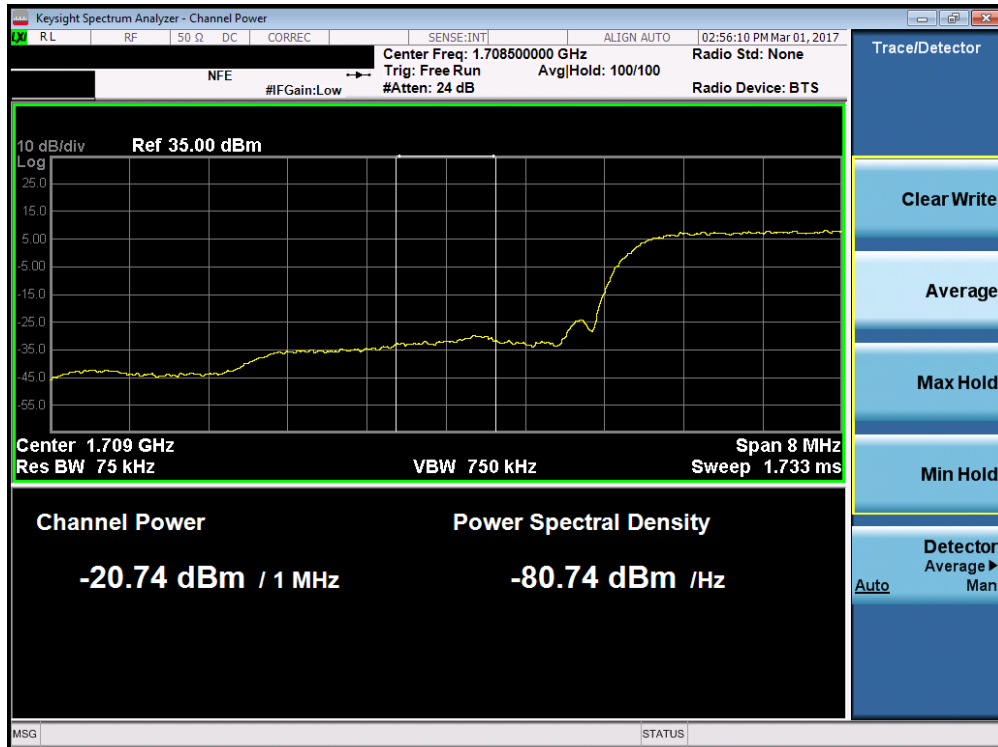 Keysight Spectrum Analyzer - Channel Power
LXI RL RF 50 Ω DC CORREC SENSE:INT ALIGN AUTO 02:56:10 PM Mar 01, 2017
Center Freq: 1.708500000 GHz Radio Std: None
NFE Trig: Free Run Avg|Hold: 100/100
#IFGain:Low #Atten: 24 dB Radio Device: BTS
10 dB/div Ref 35.00 dBm
Log
25.0
15.0
5.00
-5.00
-15.0
-25.0
-35.0
-45.0
-55.0
Center 1.709 GHz Span 8 MHz
Res BW 75 kHz VBW 750 kHz Sweep 1.733 ms
Channel Power Power Spectral Density
-20.74 dBm / 1 MHz -80.74 dBm /Hz
MSG STATUS
Trace/Detector
Clear Write
Average
Max Hold
Min Hold
Detector
Average
Auto Man